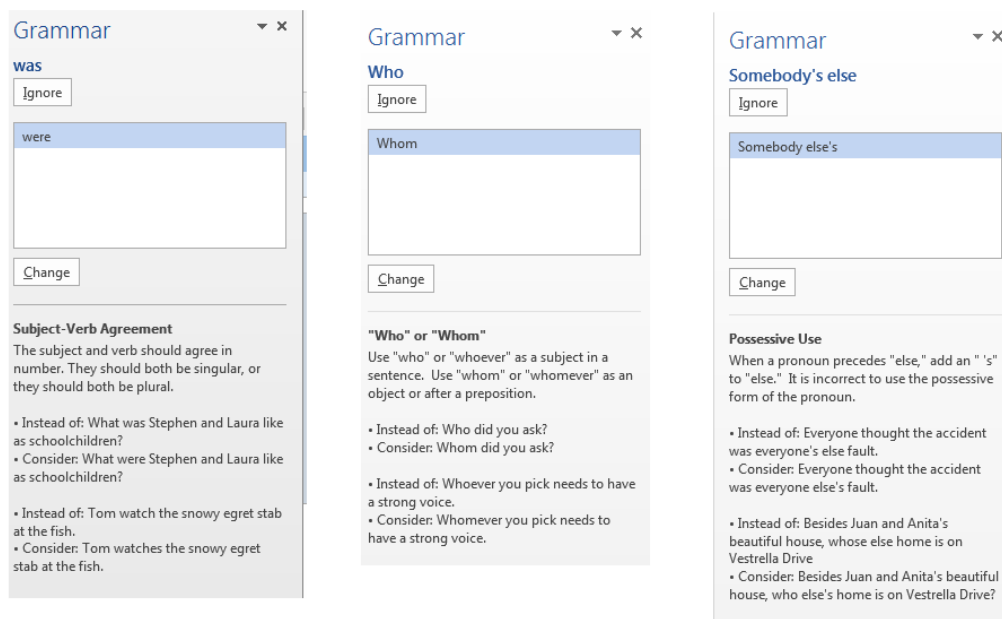 Grammar
was
Ignore
were
Change
Subject-Verb Agreement
The subject and verb should agree in
number. They should both be singular, or
they should both be plural.
• Instead of: What was Stephen and Laura like
as schoolchildren?
• Consider: What were Stephen and Laura like
as schoolchildren?
• Instead of: Tom watch the snowy egret stab
at the fish.
• Consider: Tom watches the snowy egret
stab at the fish.
Grammar
Who
Ignore
Whom
Change
"Who" or "Whom"
Use "who" or "whoever" as a subject in a
sentence.  Use "whom" or "whomever" as an
object or after a preposition.
• Instead of: Who did you ask?
• Consider: Whom did you ask?
• Instead of: Whoever you pick needs to have
a strong voice.
• Consider: Whomever you pick needs to
have a strong voice.
Grammar
Somebody's else
Ignore
Somebody else's
Change
Possessive Use
When a pronoun precedes "else," add an " 's"
to "else."  It is incorrect to use the possessive
form of the pronoun.
• Instead of: Everyone thought the accident
was everyone's else fault.
• Consider: Everyone thought the accident
was everyone else's fault.
• Instead of: Besides Juan and Anita's
beautiful house, whose else home is on
Vestrella Drive
• Consider: Besides Juan and Anita's beautiful
house, who else's home is on Vestrella Drive?